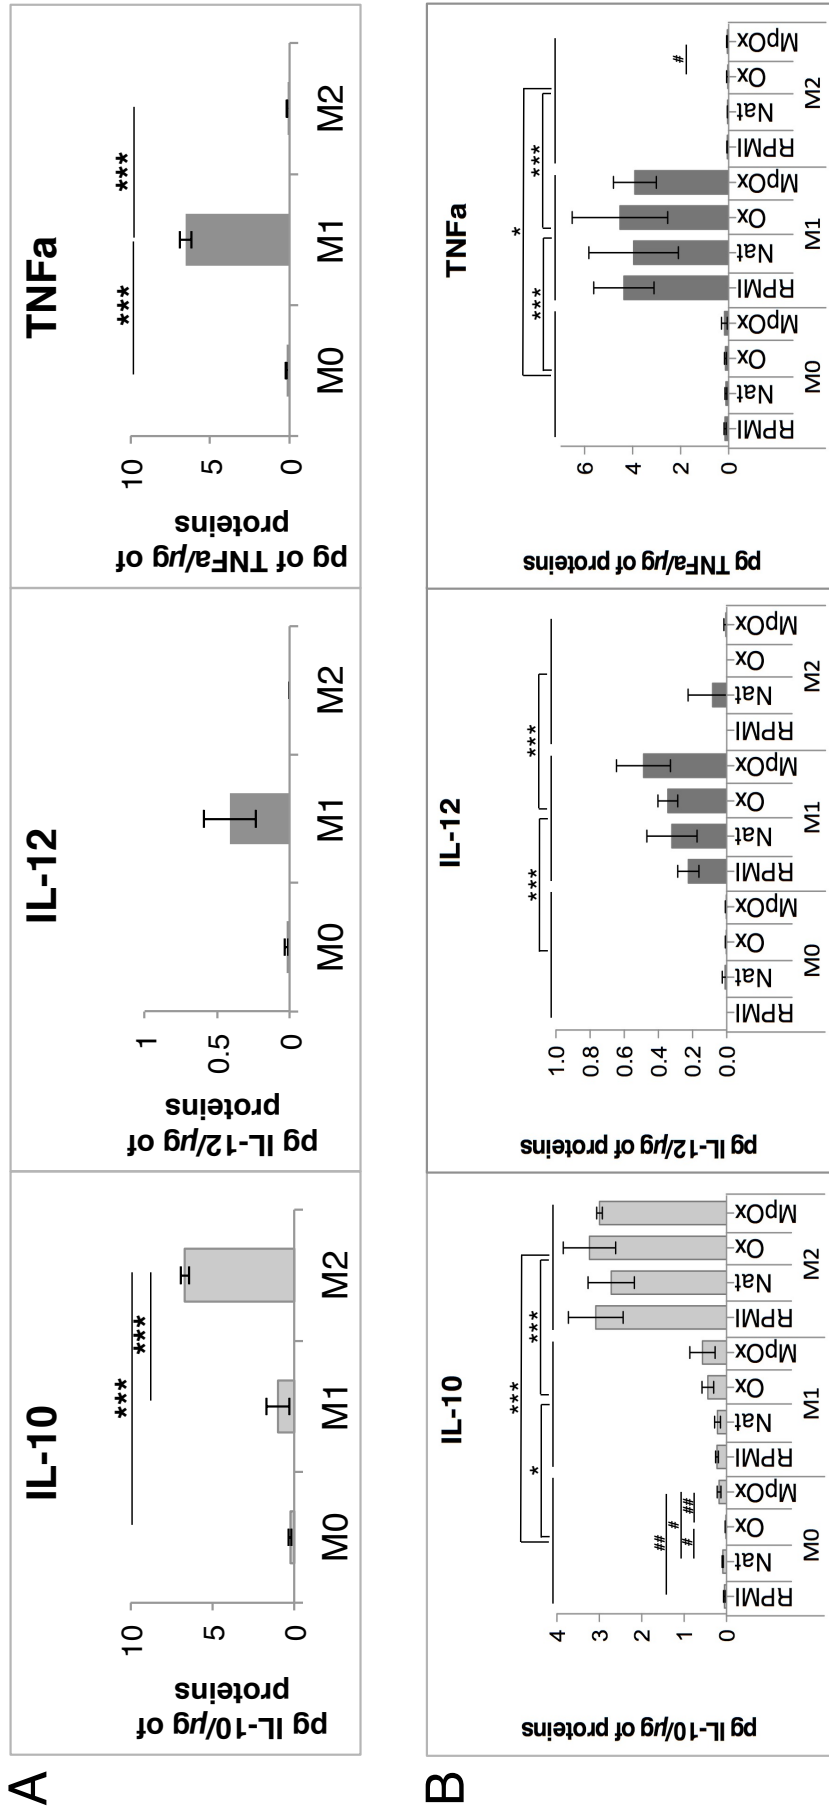 A
IL-10
pg IL-10/µg of
proteins
10
5
0
***
***
M0
M1
M2
IL-12
pg IL-12/µg of
proteins
1
0.5
0
M0
M1
M2
TNFa
pg of TNFa/µg of
proteins
10
5
0
***
***
M0
M1
M2
B
IL-10
pg IL-10/µg of proteins
4
3
2
1
0
***
*
***
##
#
#
##
RPMI
Nat
Ox
MpOx
RPMI
Nat
Ox
MpOx
RPMI
Nat
Ox
MpOx
M0
M1
M2
IL-12
pg IL-12/µg of proteins
1.0
0.8
0.6
0.4
0.2
0.0
***
***
RPMI
Nat
Ox
MpOx
RPMI
Nat
Ox
MpOx
RPMI
Nat
Ox
MpOx
M0
M1
M2
TNFa
pg TNFa/µg of proteins
6
4
2
0
*
***
***
#
RPMI
Nat
Ox
MpOx
RPMI
Nat
Ox
MpOx
RPMI
Nat
Ox
MpOx
M0
M1
M2